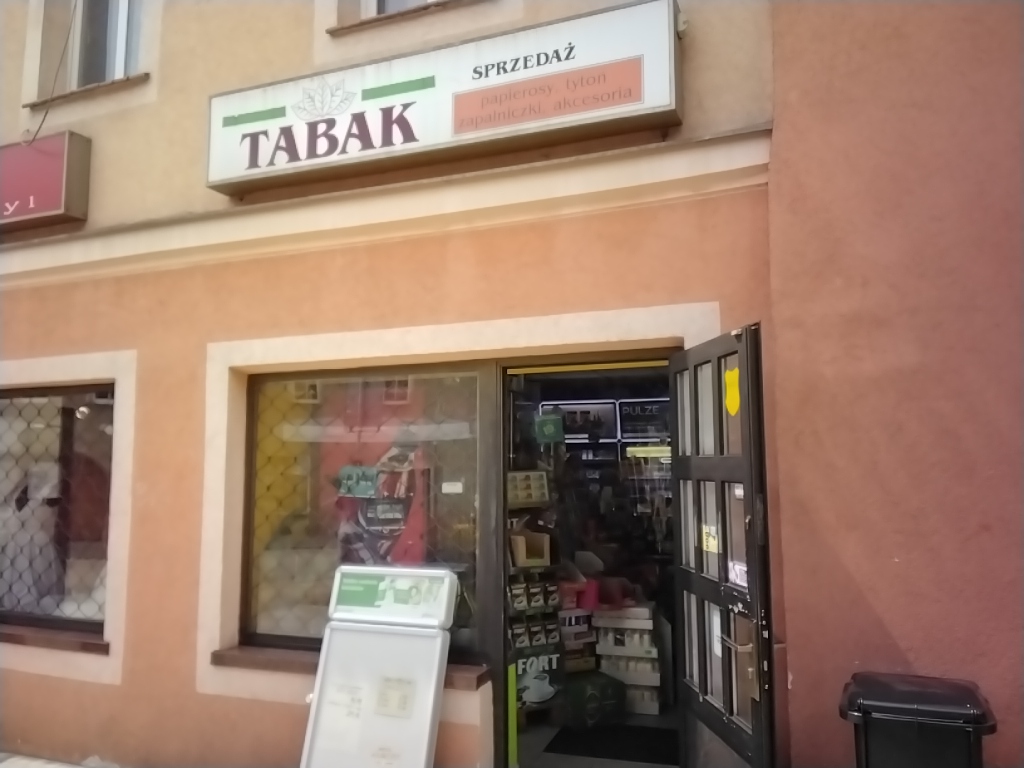 TABAK
SPRZEDAŻ
papierosy, tytoń
zapalniczki, akcesoria
y l
PULZE
FORT